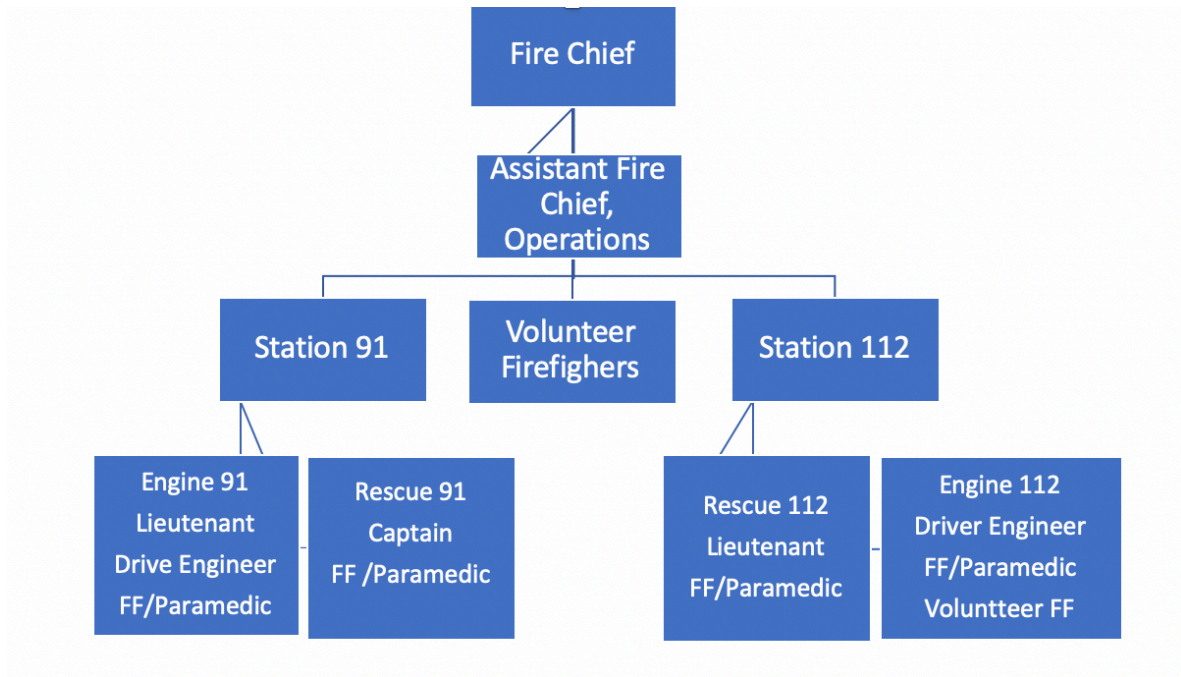 Fire Chief
Assistant Fire
Chief,
Operations
Station 91
Volunteer
Firefighers
Station 112
Engine 91
Lieutenant
Drive Engineer
FF/Paramedic
Rescue 91
Captain
FF /Paramedic
Rescue 112
Lieutenant
FF/Paramedic
Engine 112
Driver Engineer
FF/Paramedic
Voluntteer FF